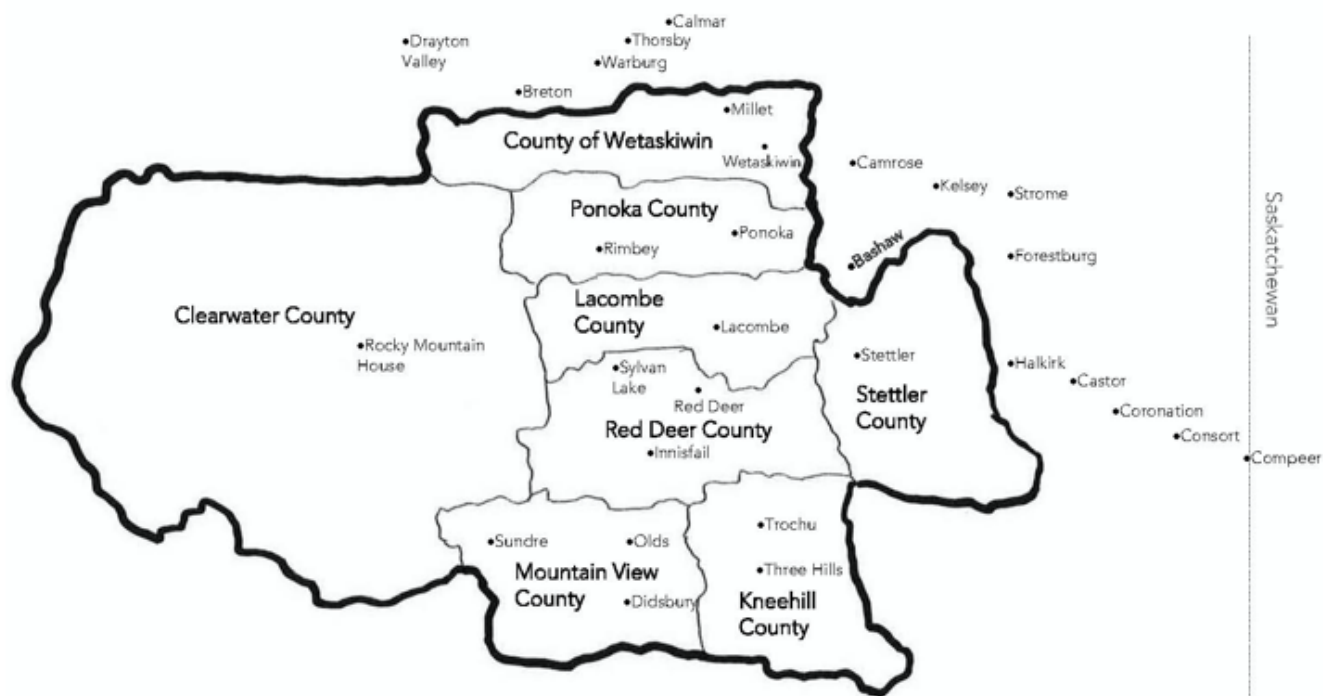 Calmar
Drayton
Valley
Thorsby
Warburg
Breton
Millet
County of Wetaskiwin
Wetaskiwin
Camrose
Kelsey
Strome
Saskatchewan
Ponoka County
Ponoka
Rimbey
Bashaw
Forestburg
Clearwater County
Lacombe
County
Lacombe
Rocky Mountain
House
Stettler
Halkirk
Sylvan
Lake
Castor
Stettler
County
Red Deer
Coronation
Red Deer County
Consort
Innisfail
Compeer
Trochu
Sundre
Olds
Mountain View
County
Three Hills
Didsbury
Kneehill
County